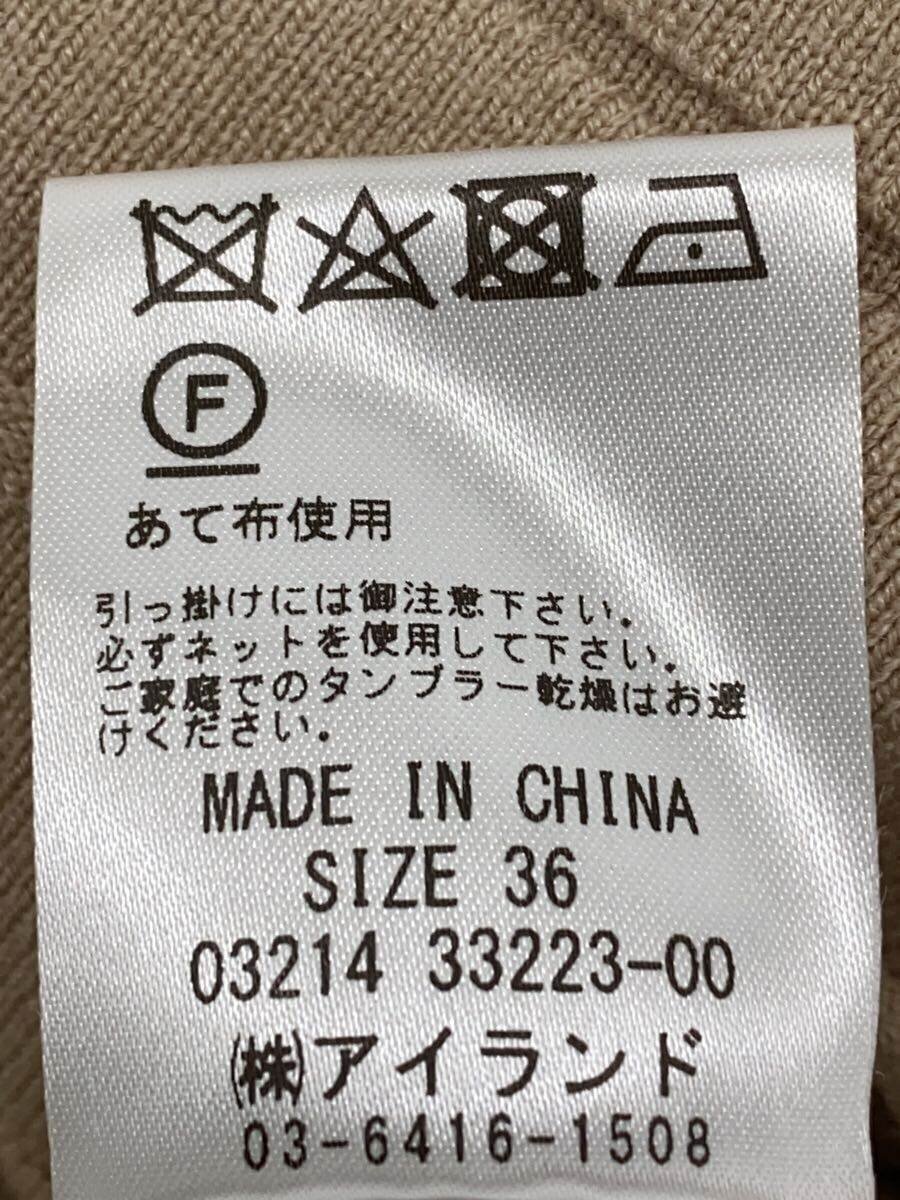 F
あて布使用
引っ掛けには御注意下さい.
必ずネットを使用して下さい.
ご家庭でのタンブラー乾燥はお避
けください.
MADE IN CHINA
SIZE 36
03214 33223-00
㈱アイランド
03-6416-1508